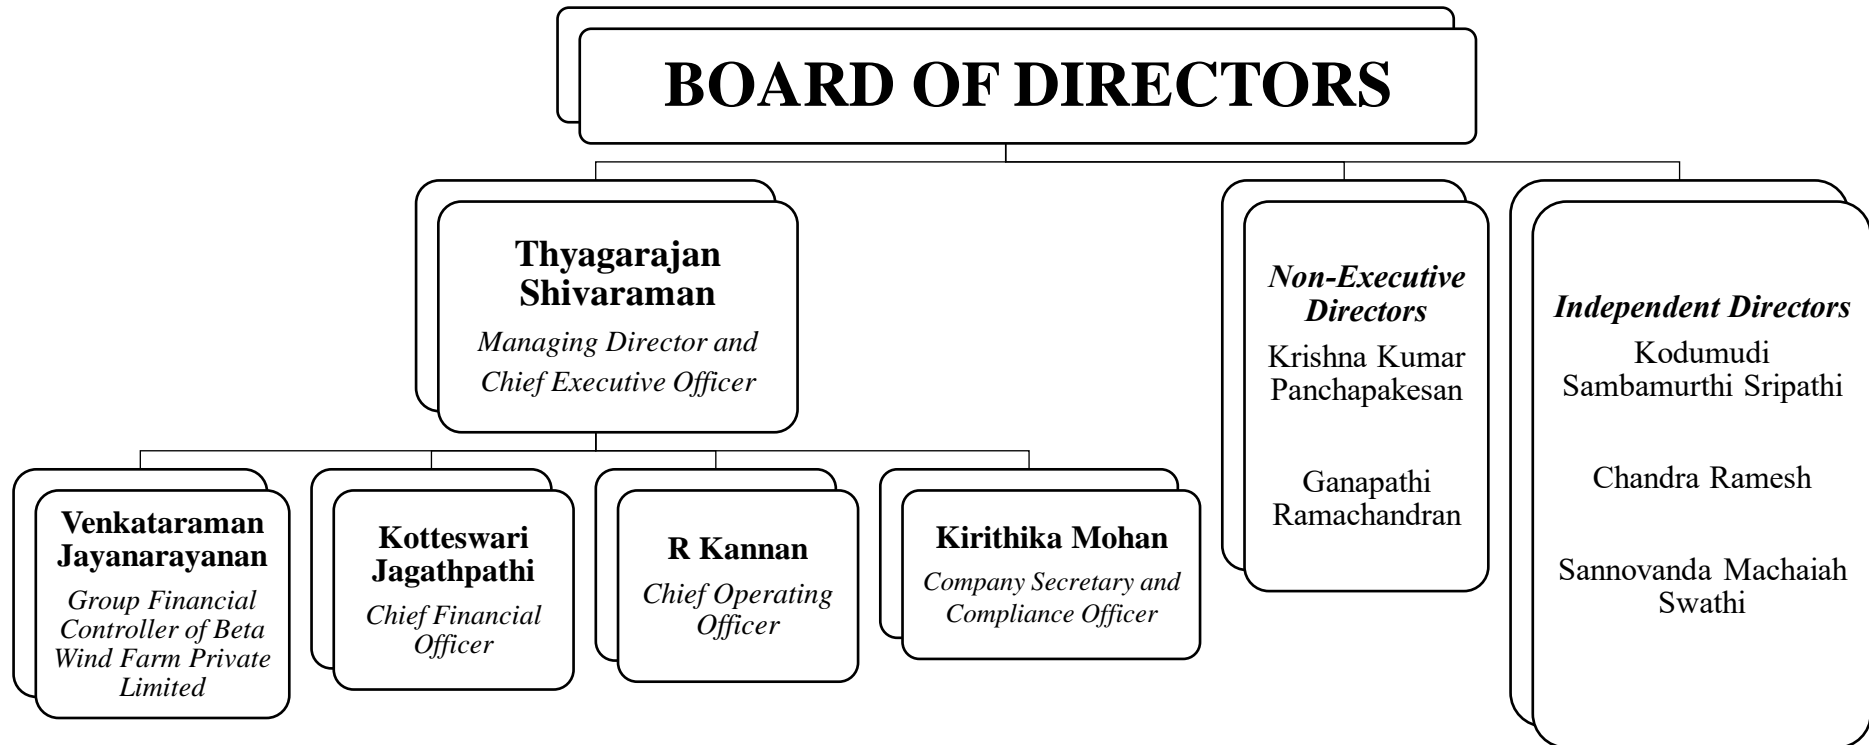 BOARD OF DIRECTORS
Thyagarajan
Shivaraman
Managing Director and
Chief Executive Officer
Non-Executive
Directors
Krishna Kumar
Panchapakesan
Ganapathi
Ramachandran
Independent Directors
Kodumudi
Sambamurthi Sripathi
Chandra Ramesh
Sannovanda Machaiah
Swathi
Venkataraman
Jayanarayanan
Group Financial
Controller of Beta
Wind Farm Private
Limited
Kotteswari
Jagathpathi
Chief Financial
Officer
R Kannan
Chief Operating
Officer
Kirithika Mohan
Company Secretary and
Compliance Officer